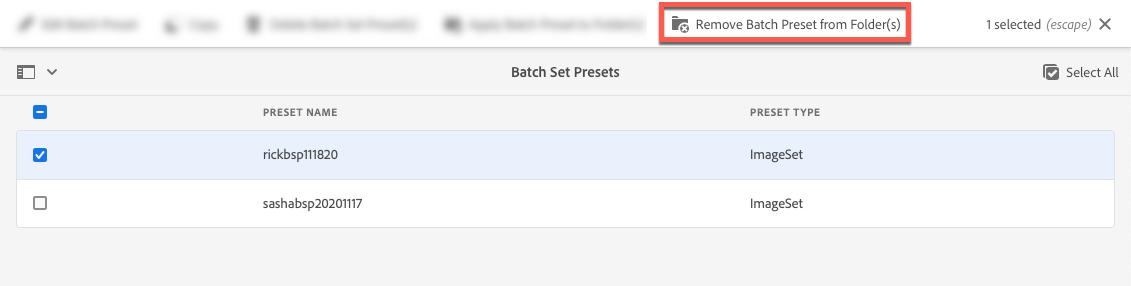 Edit Batch Preset Copy Delete Batch Set Preset(s) Apply Batch Preset to Folder(s) Remove Batch Preset from Folder(s) 1 selected (escape)
Batch Set Presets Select All
PRESET NAME PRESET TYPE
rickbsp111820 ImageSet
sashabsp20201117 ImageSet